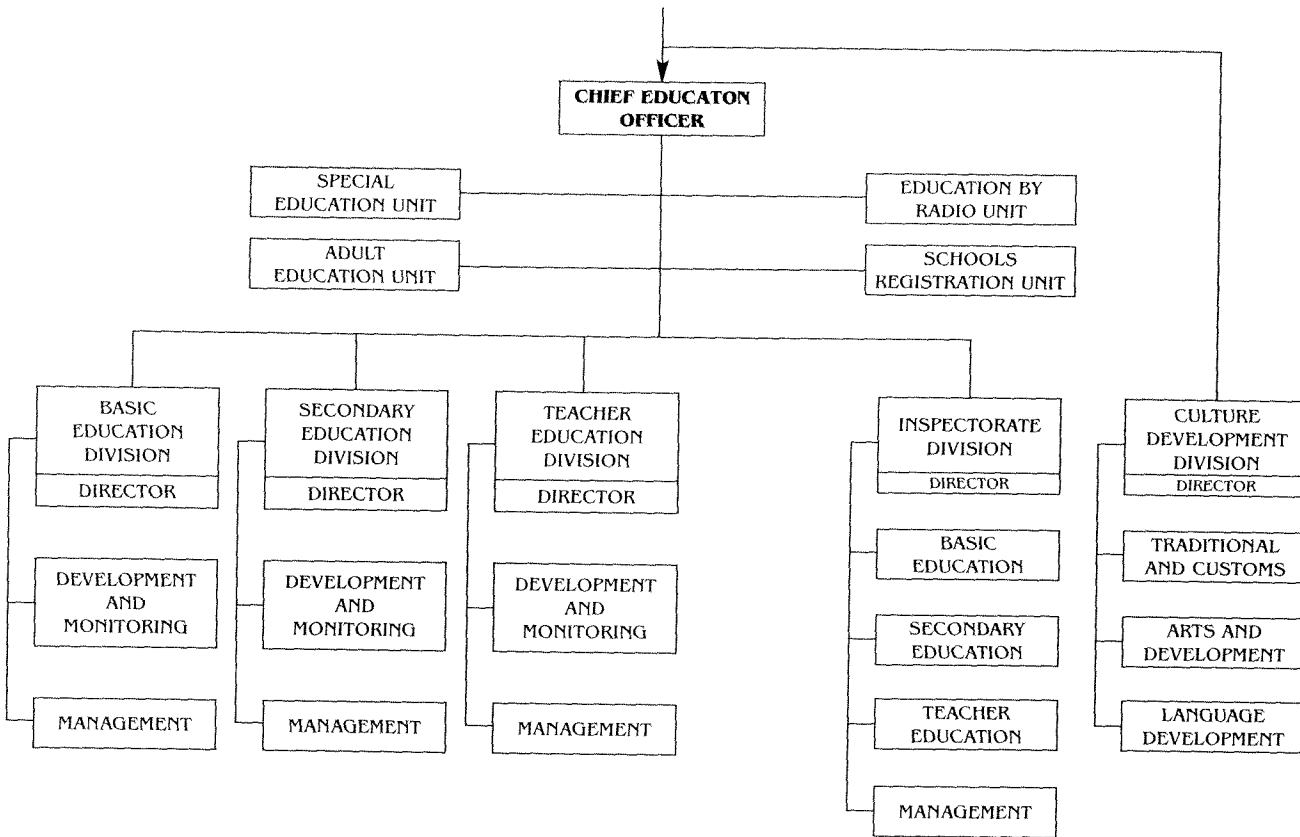 CHIEF EDUCATON
OFFICER
SPECIAL
EDUCATION UNIT
EDUCATION BY
RADIO UNIT
ADULT
EDUCATION UNIT
SCHOOLS
REGISTRATION UNIT
BASIC
EDUCATION
DIVISION
DIRECTOR
DEVELOPMENT
AND
MONITORING
MANAGEMENT
SECONDARY
EDUCATION
DIVISION
DIRECTOR
DEVELOPMENT
AND
MONITORING
MANAGEMENT
TEACHER
EDUCATION
DIVISION
DIRECTOR
DEVELOPMENT
AND
MONITORING
MANAGEMENT
INSPECTORATE
DIVISION
DIRECTOR
BASIC
EDUCATION
SECONDARY
EDUCATION
TEACHER
EDUCATION
MANAGEMENT
CULTURE
DEVELOPMENT
DIVISION
DIRECTOR
TRADITIONAL
AND CUSTOMS
ARTS AND
DEVELOPMENT
LANGUAGE
DEVELOPMENT